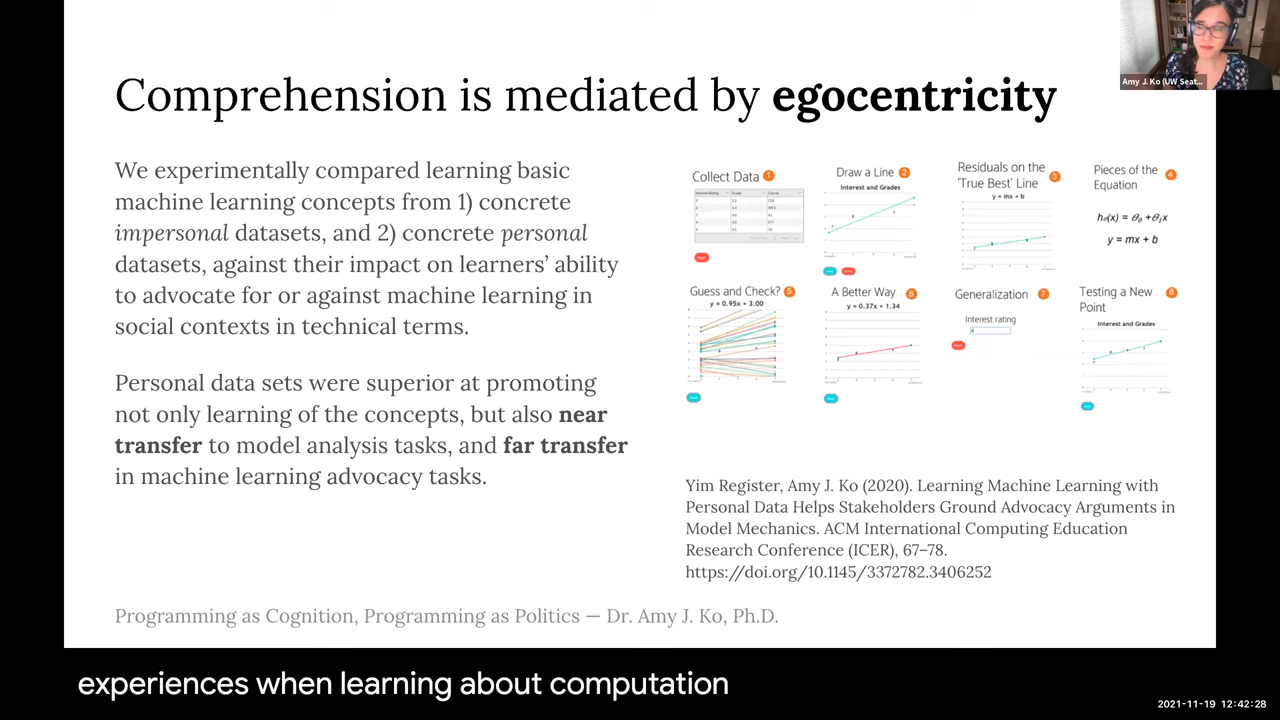 Comprehension is mediated by egocentricity
Amy J. Ko (UW Seat...
We experimentally compared learning basic
machine learning concepts from 1) concrete
impersonal datasets, and 2) concrete personal
datasets, against their impact on learners’ ability
to advocate for or against machine learning in
social contexts in technical terms.
Personal data sets were superior at promoting
not only learning of the concepts, but also near
transfer to model analysis tasks, and far transfer
in machine learning advocacy tasks.
Collect Data 1
Draw a Line 2
Interest and Grades
Residuals on the
'True Best' Line 3
y = mx + b
Pieces of the
Equation 4
y = mx + b
Guess and Check? 5
y = 0.95x + 3.00
A Better Way 6
y = 0.37x + 1.34
Generalization 7
Interest rating
Testing a New
Point 8
Interest and Grades
Yim Register, Amy J. Ko (2020). Learning Machine Learning with
Personal Data Helps Stakeholders Ground Advocacy Arguments in
Model Mechanics. ACM International Computing Education
Research Conference (ICER), 67–78.
https://doi.org/10.1145/3372782.3406252
Programming as Cognition, Programming as Politics — Dr. Amy J. Ko, Ph.D.
experiences when learning about computation
2021-11-19 12:42:28